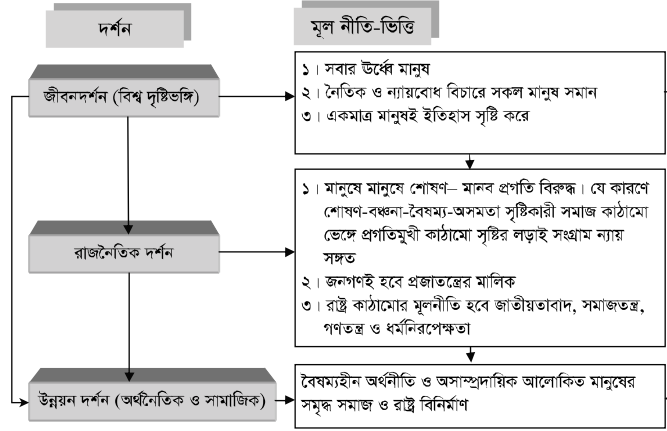 দর্শন
মূল নীতি-ভিত্তি
জীবনদর্শন (বিশ্ব দৃষ্টিভঙ্গি)
১। সবার ঊর্ধ্বে মানুষ
২। নৈতিক ও ন্যায়বোধ বিচারে সকল মানুষ সমান
৩। একমাত্র মানুষই ইতিহাস সৃষ্টি করে
রাজনৈতিক দর্শন
১। মানুষে মানুষে শোষণ– মানব প্রগতি বিরুদ্ধ। যে কারণে
শোষণ-বঞ্চনা-বৈষম্য-অসমতা সৃষ্টিকারী সমাজ কাঠামো
ভেঙ্গে প্রগতিমুখী কাঠামো সৃষ্টির লড়াই সংগ্রাম ন্যায়
সঙ্গত
২। জনগণই হবে প্রজাতন্ত্রের মালিক
৩। রাষ্ট্র কাঠামোর মূলনীতি হবে জাতীয়তাবাদ, সমাজতন্ত্র,
গণতন্ত্র ও ধর্মনিরপেক্ষতা
উন্নয়ন দর্শন (অর্থনৈতিক ও সামাজিক)
বৈষম্যহীন অর্থনীতি ও অসাম্প্রদায়িক আলোকিত মানুষের
সমৃদ্ধ সমাজ ও রাষ্ট্র বিনির্মাণ